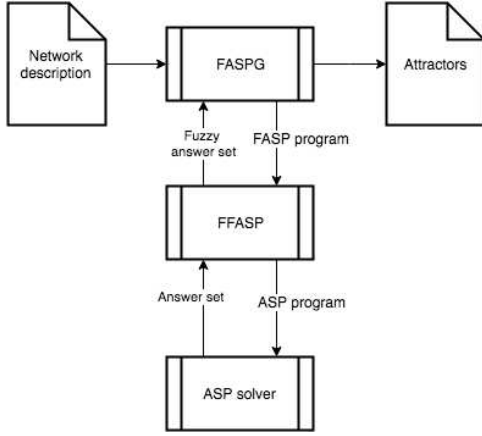 Network
description
FASPG
Attractors
Fuzzy
answer set
FASP program
FFASP
Answer set
ASP program
ASP solver